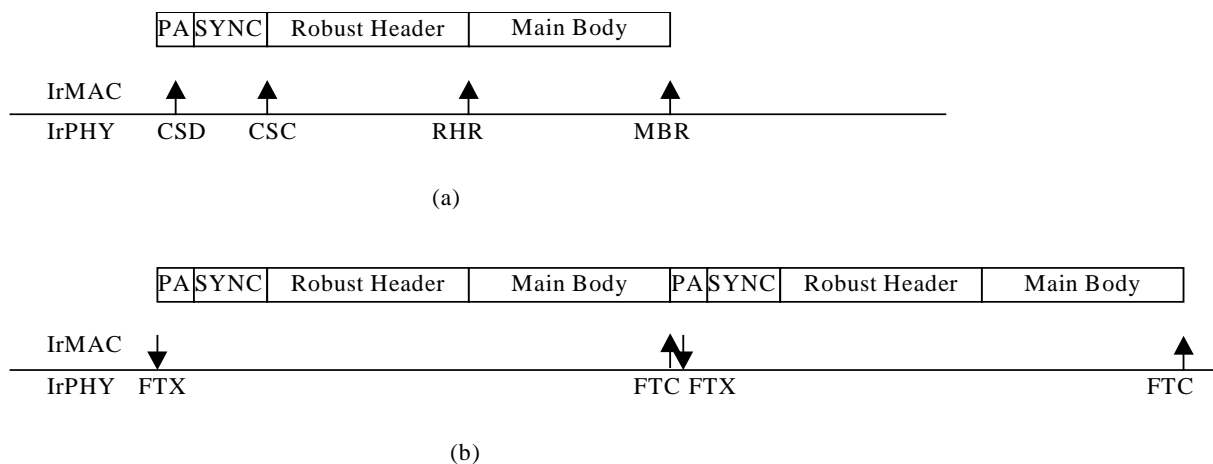 PA SYNC Robust Header Main Body
IrMAC
IrPHY CSD CSC RHR MBR
(a)
PA SYNC Robust Header Main Body PA SYNC Robust Header Main Body
IrMAC
IrPHY FTX FTC FTX FTC
(b)